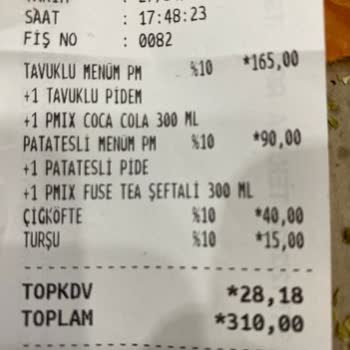 SAAT : 17:48:23
FİŞ NO : 0082
TAVUKLU MENÜM PM %10 *165,00
+1 TAVUKLU PİDEM
+1 PMIX COCA COLA 300 ML
PATATESLİ MENÜM PM %10 *90,00
+1 PATATESLİ PİDE
+1 PMIX FUSE TEA ŞEFTALİ 300 ML
ÇİĞKÖFTE %10 *40,00
TURŞU %10 *15,00
TOPKDV *28,18
TOPLAM *310,00